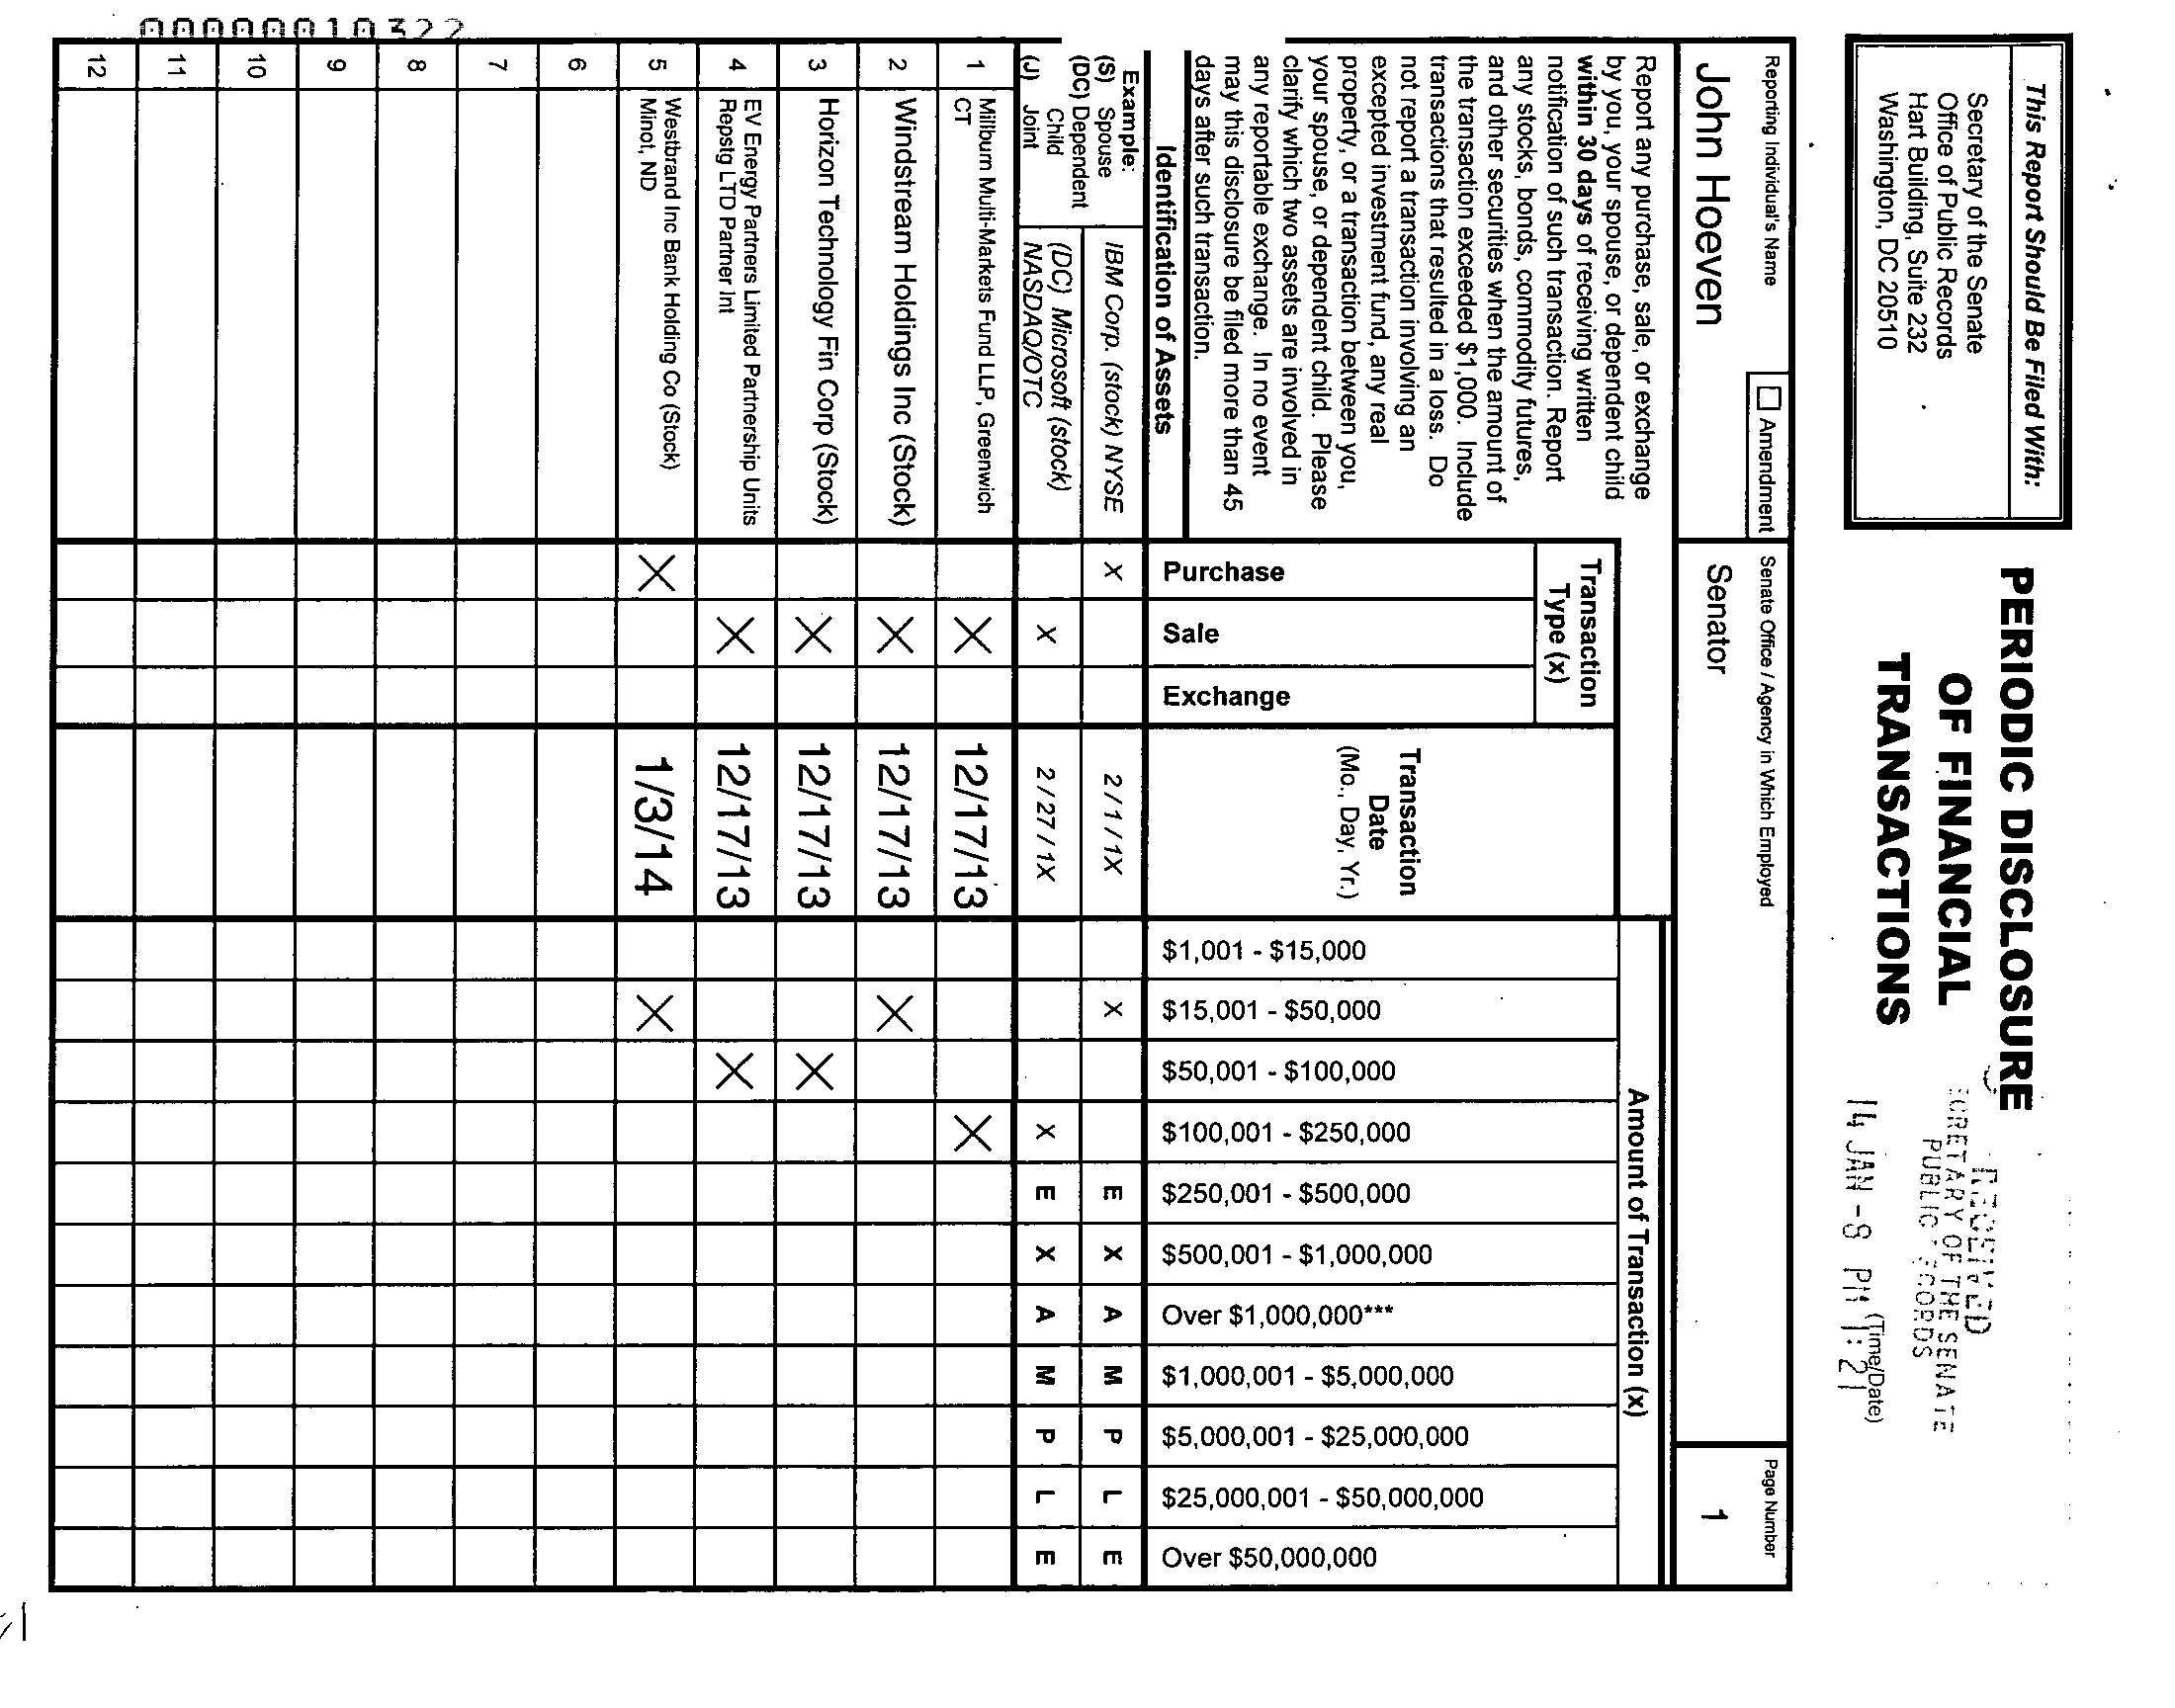 This Report Should Be Filed With:
Secretary of the Senate
Office of Public Records
Hart Building, Suite 232
Washington, DC 20510
PERIODIC DISCLOSURE
OF FINANCIAL
TRANSACTIONS
RECEIVED
SECRETARY OF THE SENATE
PUBLIC RECORDS
14 JAN -8 PM 1: 21
(Time/Date)
Reporting Individual's Name
John Hoeven
Amendment
Senate Office / Agency in Which Employed
Senator
Page Number
1
Report any purchase, sale, or exchange
by you, your spouse, or dependent child
within 30 days of receiving written
notification of such transaction. Report
any stocks, bonds, commodity futures,
and other securities when the amount of
the transaction exceeded $1,000. Include
transactions that resulted in a loss. Do
not report a transaction involving an
excepted investment fund, any real
property, or a transaction between you,
your spouse, or dependent child. Please
clarify which two assets are involved in
any reportable exchange. In no event
may this disclosure be filed more than 45
days after such transaction.
Identification of Assets
Transaction
Type (x)
Purchase
Sale
Exchange
Transaction
Date
(Mo., Day, Yr.)
Amount of Transaction (x)
$1,001 - $15,000
$15,001 - $50,000
$50,001 - $100,000
$100,001 - $250,000
$250,001 - $500,000
$500,001 - $1,000,000
Over $1,000,000***
$1,000,001 - $5,000,000
$5,000,001 - $25,000,000
$25,000,001 - $50,000,000
Over $50,000,000
Example:
(S) Spouse
(DC) Dependent
Child
(J) Joint
IBM Corp. (stock) NYSE X 2 / 1 / 1X X E X A M P L E
(DC) Microsoft (stock)
NASDAQ/OTC X 2 / 27 / 1X X E X A M P L E
1 Millburn Multi-Markets Fund LLP, Greenwich
CT X 12/17/13 X
2 Windstream Holdings Inc (Stock) X 12/17/13 X
3 Horizon Technology Fin Corp (Stock) X 12/17/13 X
4 EV Energy Partners Limited Partnership Units
Repstg LTD Partner Int X 12/17/13 X
5 Westbrand Inc Bank Holding Co (Stock)
Minot, ND X 1/3/14 X
6
7
8
9
10
11
12